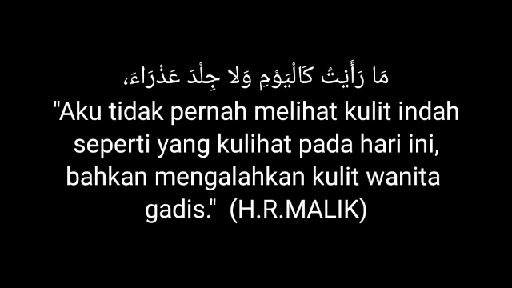 مَا رَأَيْتُ كَالْيَوْمِ وَلا جِلْدَ عَذْرَاءَ،
"Aku tidak pernah melihat kulit indah
seperti yang kulihat pada hari ini,
bahkan mengalahkan kulit wanita
gadis." (H.R.MALIK)